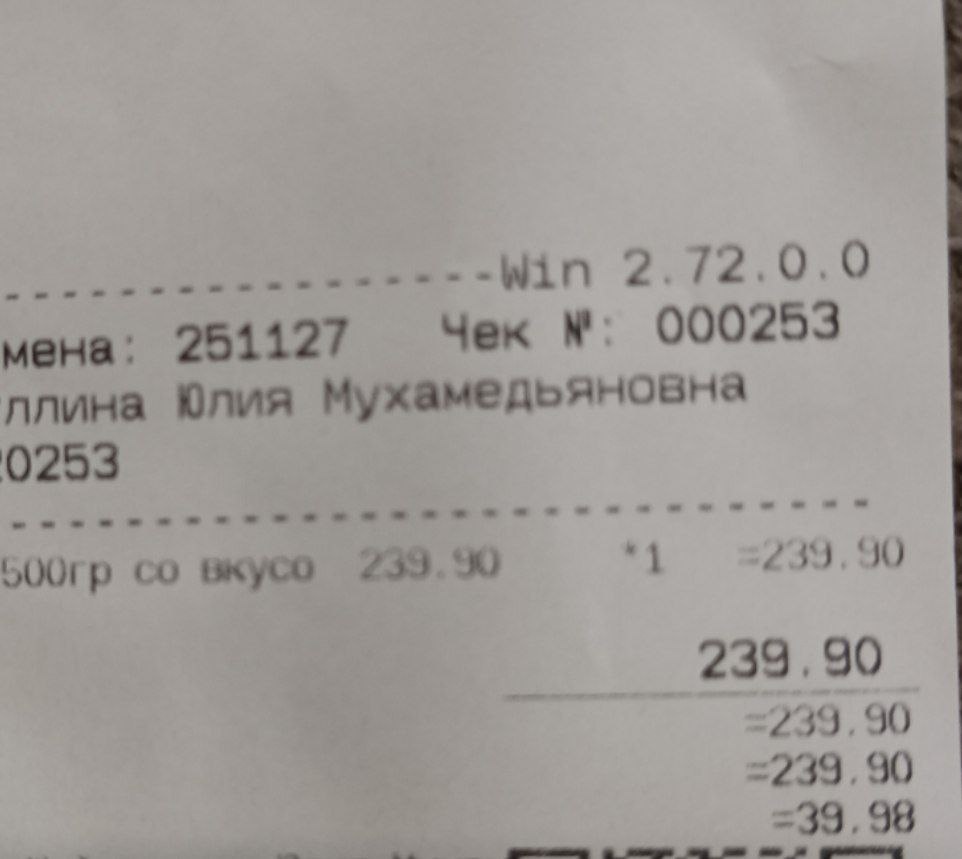 -----------------Win 2.72.0.0
мена: 251127 Чек №: 000253
ллина Юлия Мухамедьяновна
0253
------------------------------
500гр со вкусо 239.90 *1 =239.90
239.90
=239.90
=239.90
=39.98